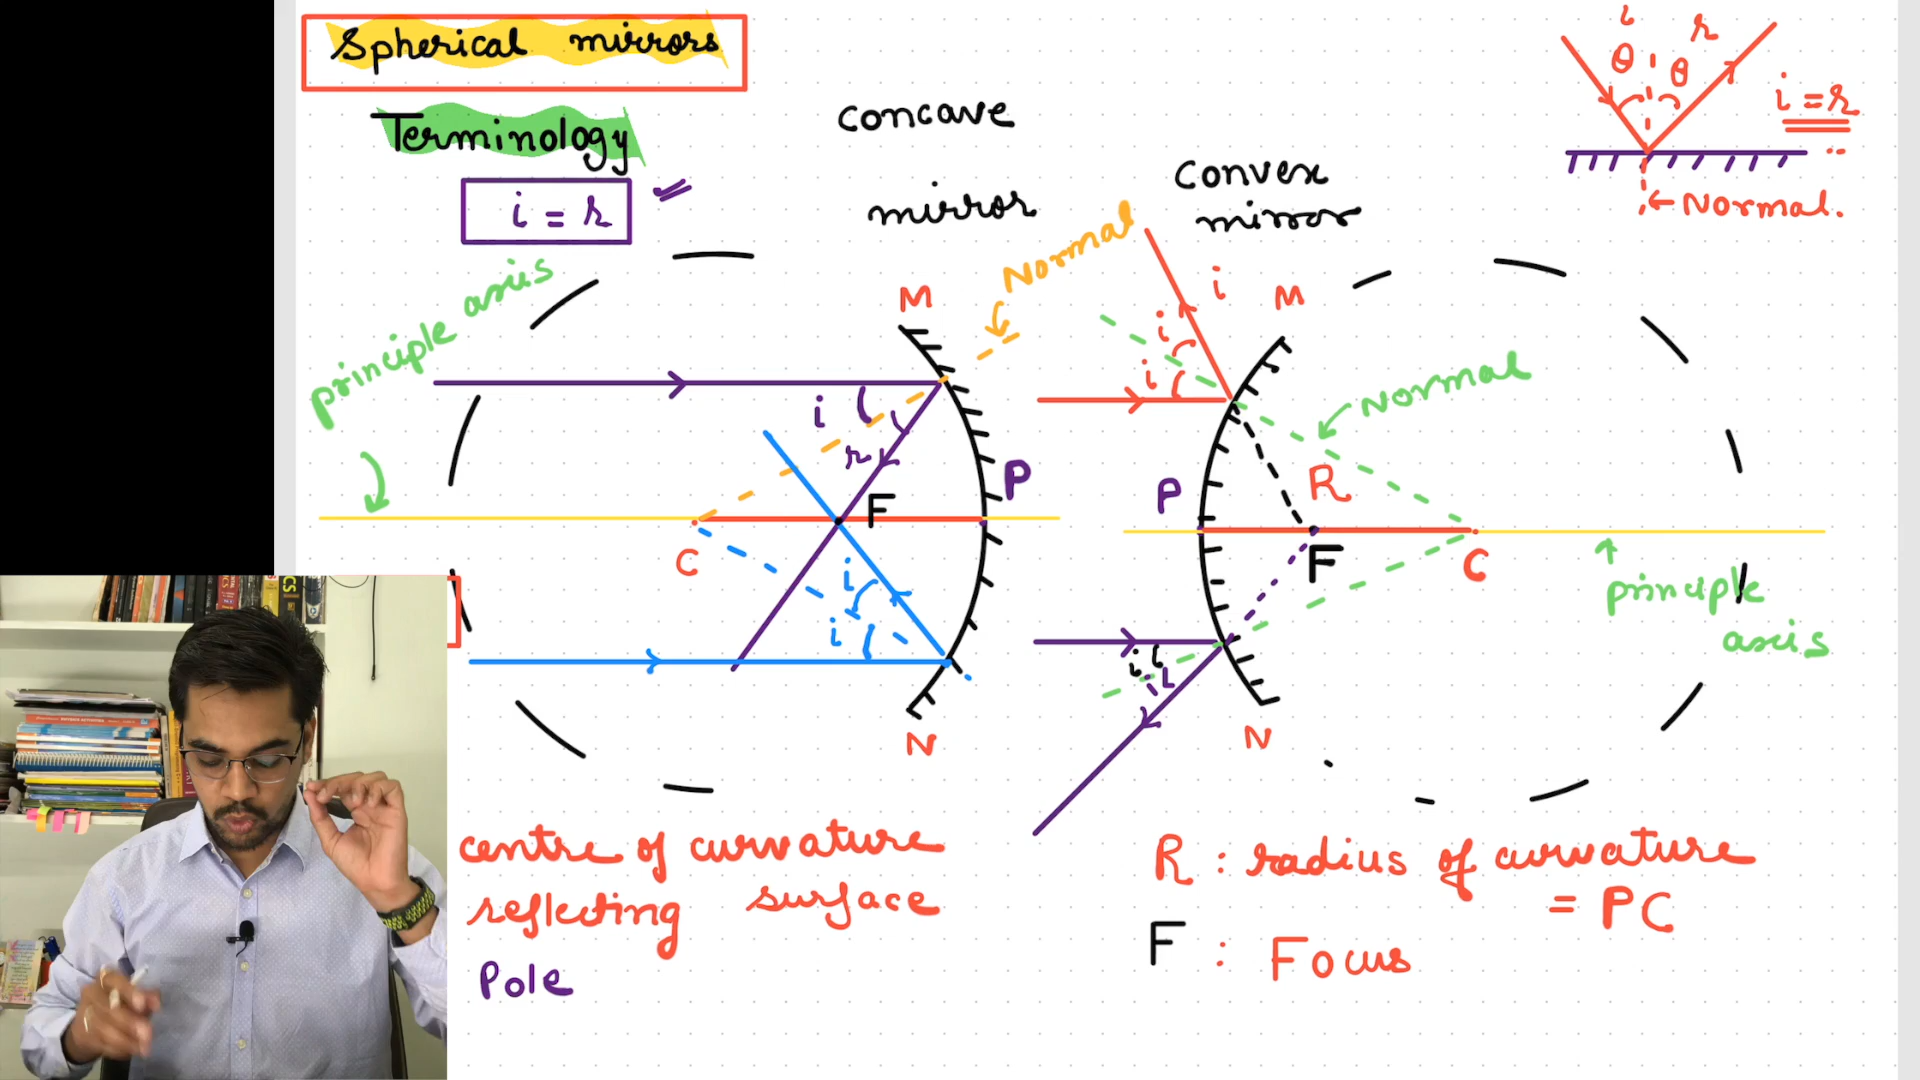 Spherical mirrors
Terminology
i = r
concave
mirror
convex
mirror
i
r
θ
θ
i = r
Normal.
principle axis
M
Normal
i
r
F
P
C
i
i
N
i
M
i
i
Normal
P
R
F
C
principle
axis
i
i
N
centre of curvature
reflecting surface
Pole
R : radius of curvature
= PC
F : Focus